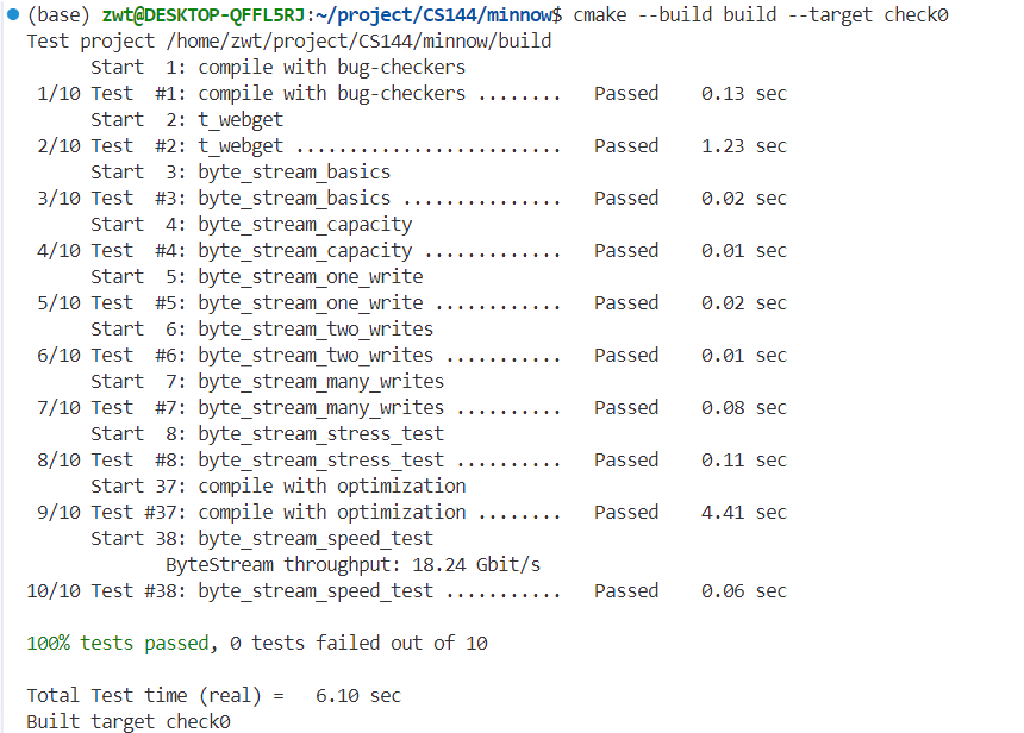 (base) zwt@DESKTOP-QFFL5RJ:~/project/CS144/minnow$ cmake --build build --target check0
Test project /home/zwt/project/CS144/minnow/build
      Start  1: compile with bug-checkers
 1/10 Test  #1: compile with bug-checkers ........   Passed    0.13 sec
      Start  2: t_webget
 2/10 Test  #2: t_webget .........................   Passed    1.23 sec
      Start  3: byte_stream_basics
 3/10 Test  #3: byte_stream_basics ...............   Passed    0.02 sec
      Start  4: byte_stream_capacity
 4/10 Test  #4: byte_stream_capacity .............   Passed    0.01 sec
      Start  5: byte_stream_one_write
 5/10 Test  #5: byte_stream_one_write ............   Passed    0.02 sec
      Start  6: byte_stream_two_writes
 6/10 Test  #6: byte_stream_two_writes ...........   Passed    0.01 sec
      Start  7: byte_stream_many_writes
 7/10 Test  #7: byte_stream_many_writes ..........   Passed    0.08 sec
      Start  8: byte_stream_stress_test
 8/10 Test  #8: byte_stream_stress_test ..........   Passed    0.11 sec
      Start 37: compile with optimization
 9/10 Test #37: compile with optimization ........   Passed    4.41 sec
      Start 38: byte_stream_speed_test
             ByteStream throughput: 18.24 Gbit/s
10/10 Test #38: byte_stream_speed_test ...........   Passed    0.06 sec

100% tests passed, 0 tests failed out of 10

Total Test time (real) =   6.10 sec
Built target check0